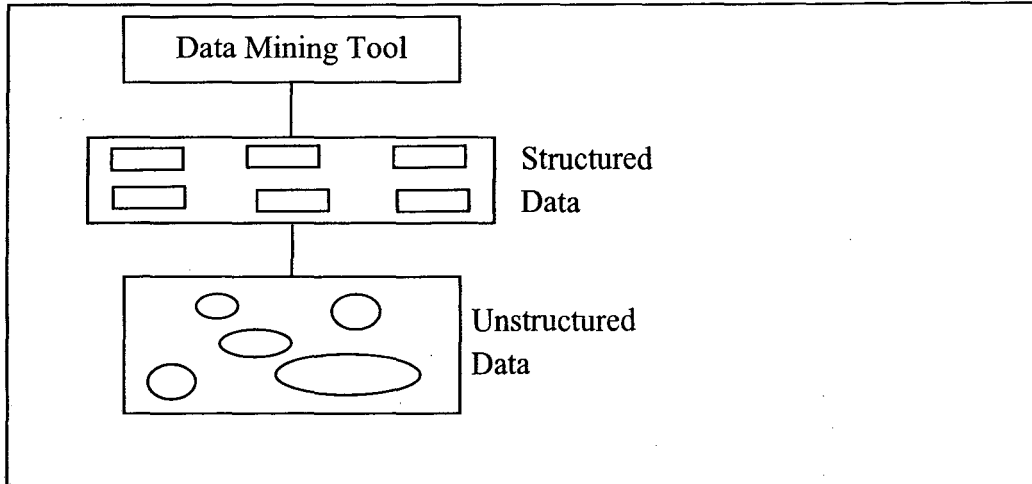 Data Mining Tool
Structured
Data
Unstructured
Data